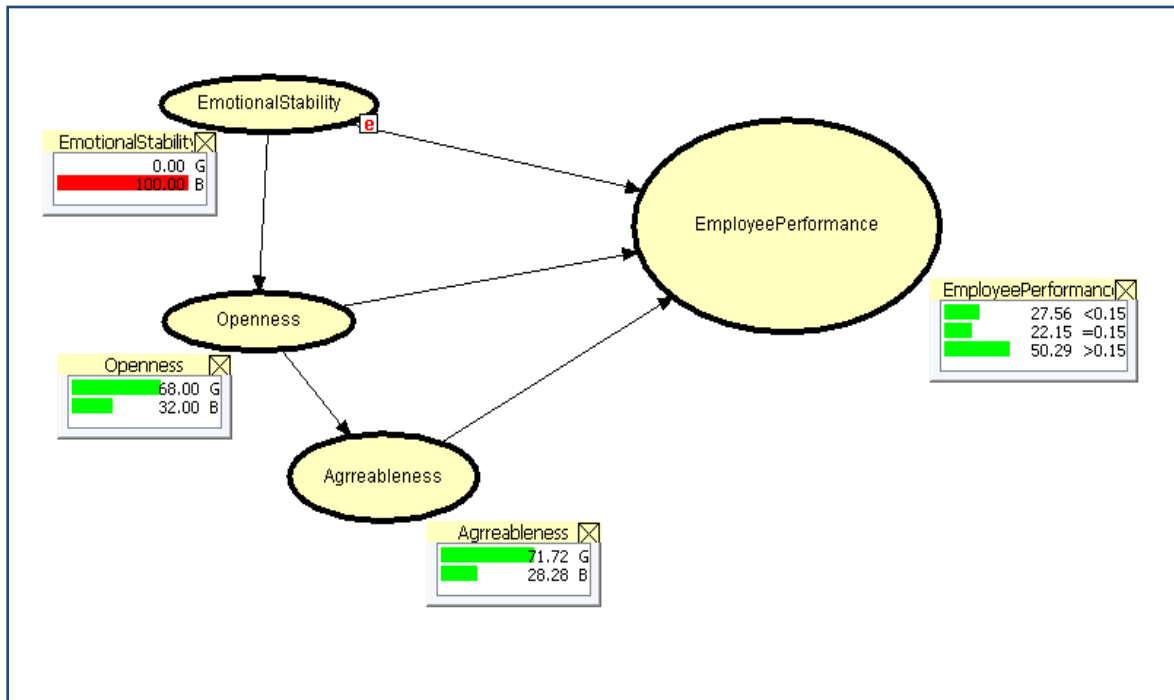 EmotionalStability
e
EmotionalStability
0.00 G
100.00 B
EmployeePerformance
Openness
EmployeePerformance
27.56 <0.15
22.15 =0.15
50.29 >0.15
Openness
68.00 G
32.00 B
Agrreableness
Agrreableness
71.72 G
28.28 B